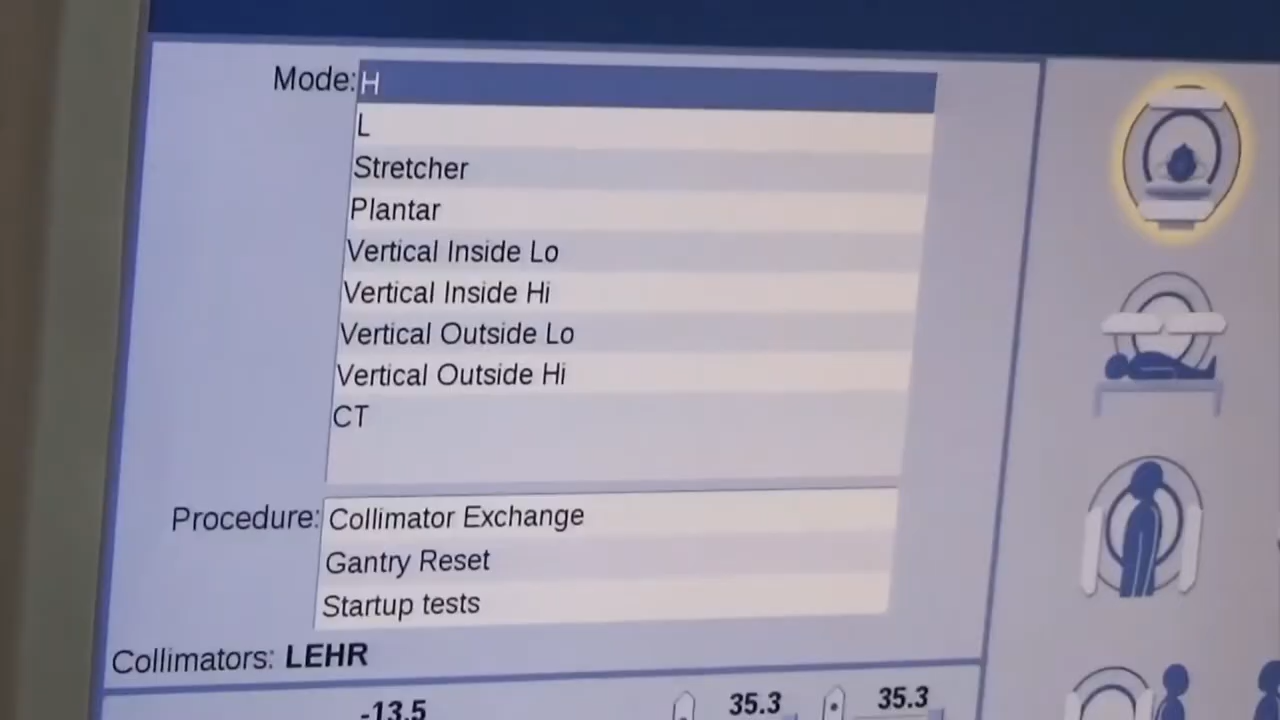 Mode: H
L
Stretcher
Plantar
Vertical Inside Lo
Vertical Inside Hi
Vertical Outside Lo
Vertical Outside Hi
CT
Procedure: Collimator Exchange
Gantry Reset
Startup tests
Collimators: LEHR
-13.5 35.3 35.3